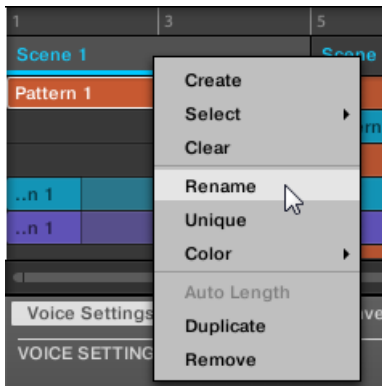 1 3 5
Scene 1 Scene
Pattern 1
Create
Select
Clear
Rename
..n 1
Unique
..n 1
Color
Auto Length
Voice Settings
Duplicate
VOICE SETTING
Remove